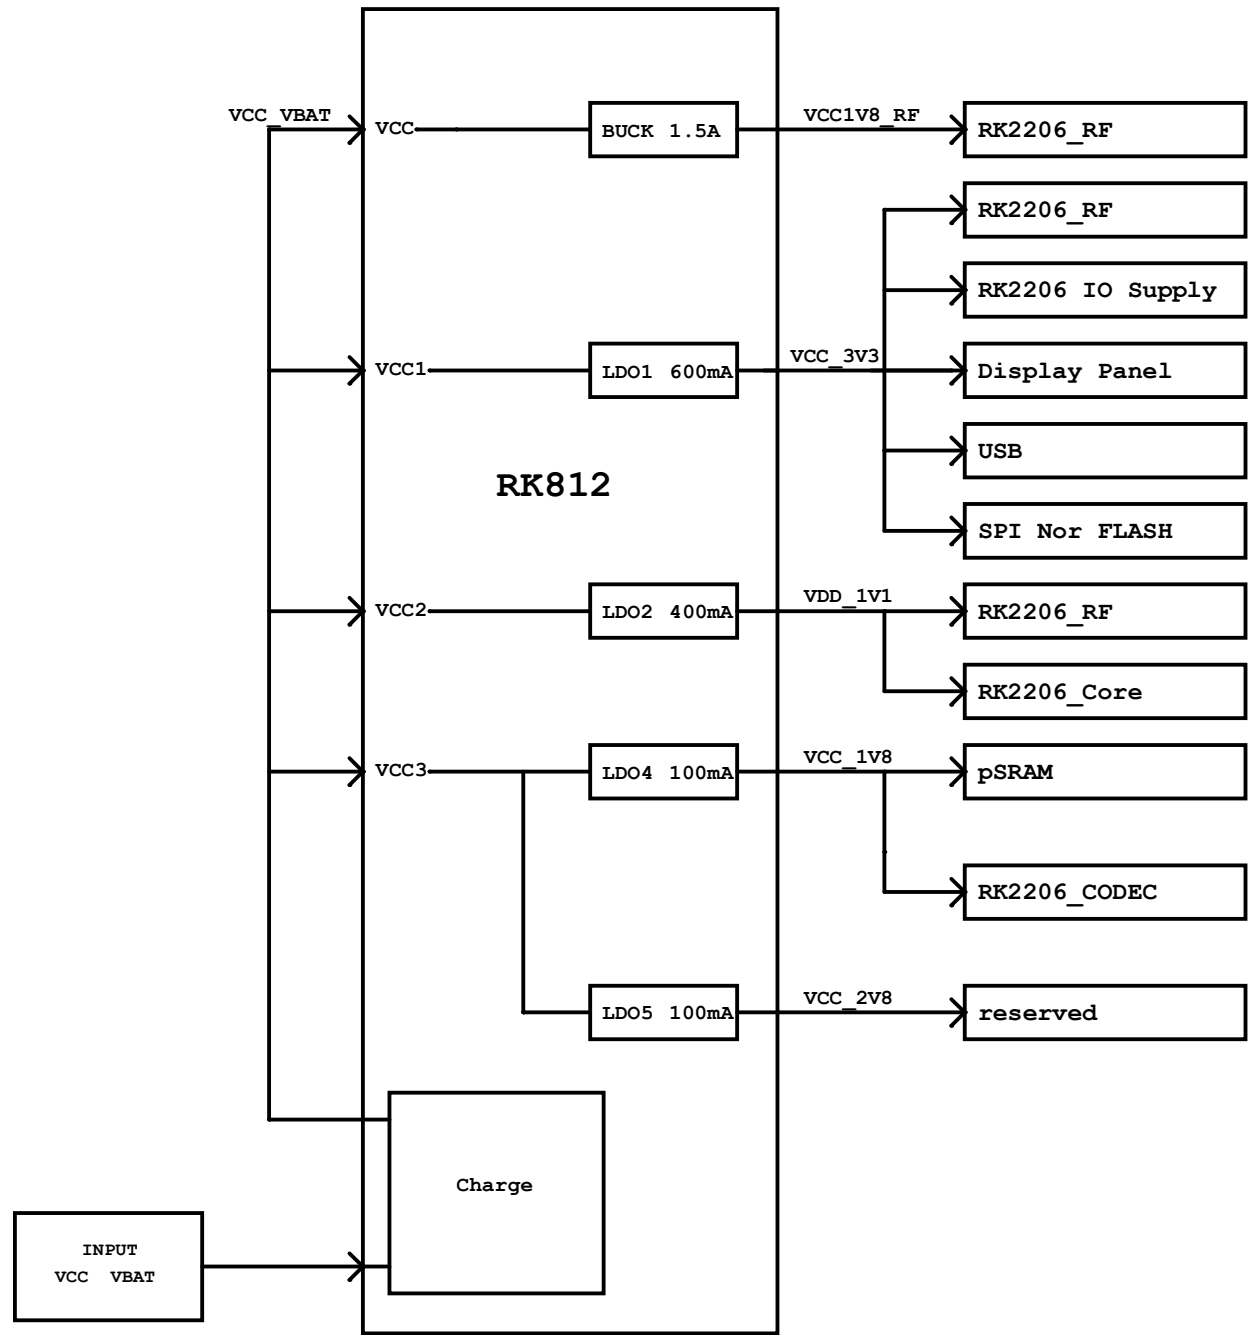 VCC_VBAT
VCC
BUCK 1.5A
VCC1V8_RF
RK2206_RF
RK2206_RF
RK2206 IO Supply
VCC1
LDO1 600mA
VCC_3V3
Display Panel
USB
RK812
SPI Nor FLASH
VCC2
LDO2 400mA
VDD_1V1
RK2206_RF
RK2206_Core
VCC3
LDO4 100mA
VCC_1V8
pSRAM
RK2206_CODEC
LDO5 100mA
VCC_2V8
reserved
Charge
INPUT
VCC VBAT